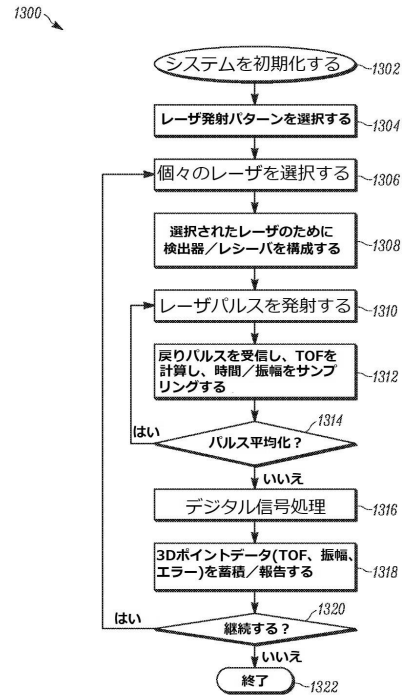 1300
システムを初期化する
1302
レーザ発射パターンを選択する
1304
個々のレーザを選択する
1306
選択されたレーザのために
検出器／レシーバを構成する
1308
レーザパルスを発射する
1310
戻りパルスを受信し、TOFを
計算し、時間／振幅をサンプ
リングする
1312
1314
はい
パルス平均化？
いいえ
デジタル信号処理
1316
3Dポイントデータ(TOF、振幅、
エラー)を蓄積／報告する
1318
1320
はい
継続する？
いいえ
終了
1322